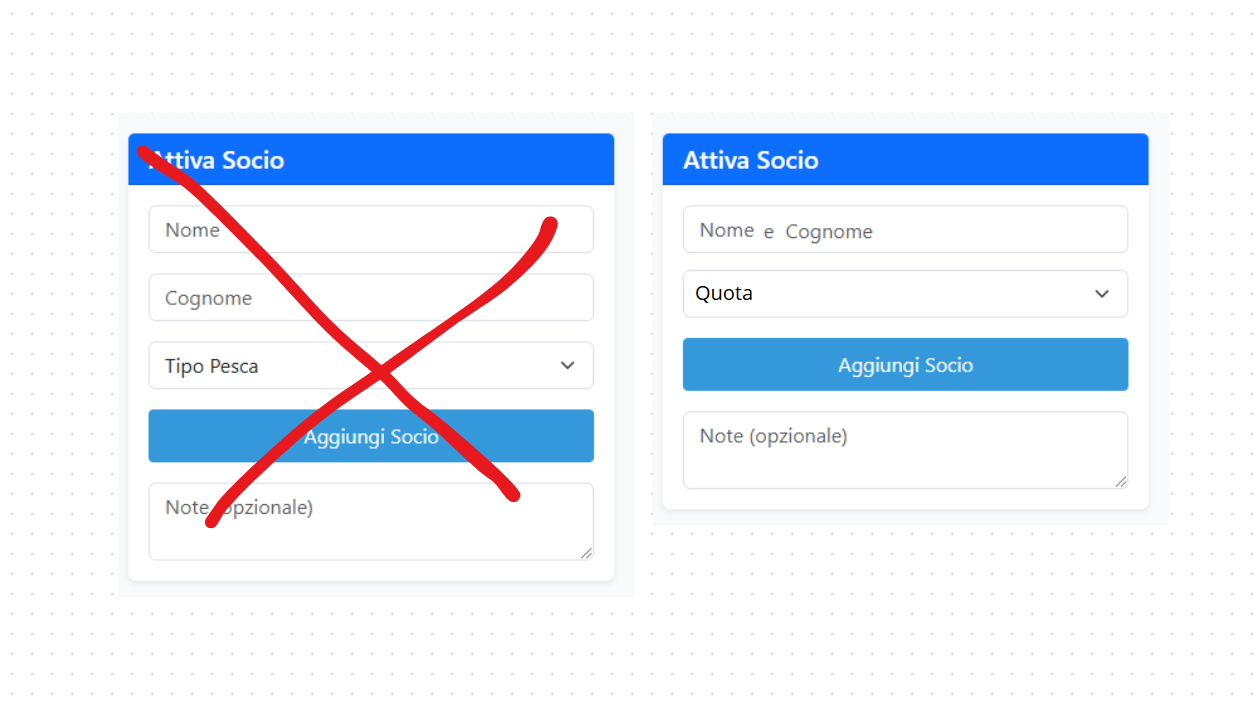 Attiva Socio
Nome
Cognome
Tipo Pesca
Aggiungi Socio
Note (opzionale)
Attiva Socio
Nome e Cognome
Quota
Aggiungi Socio
Note (opzionale)